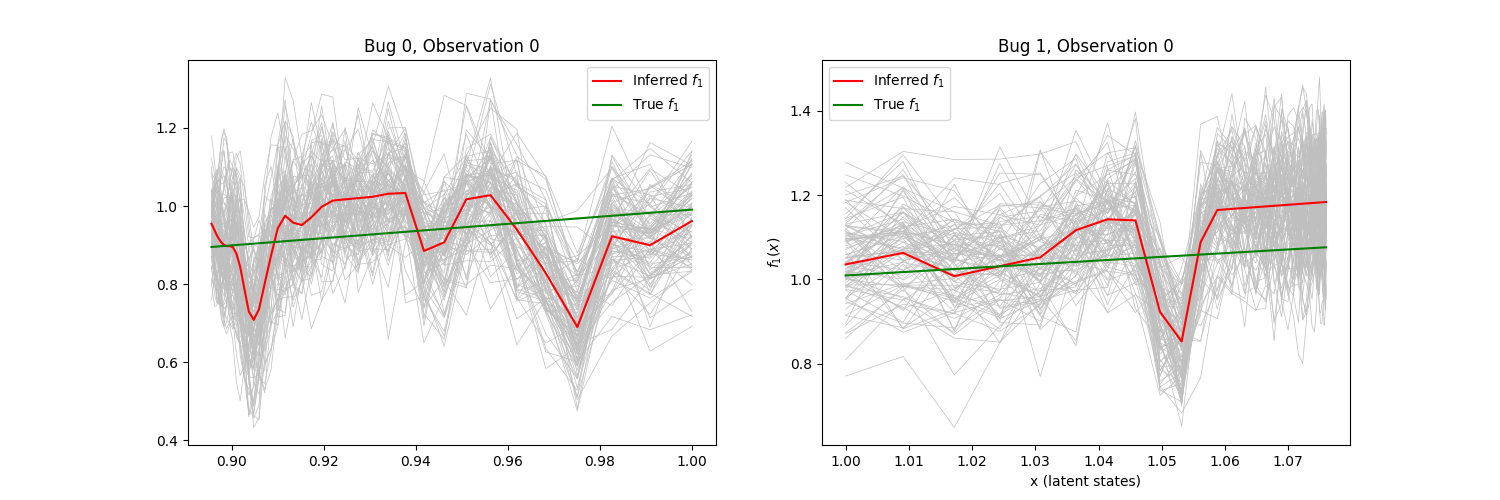 Bug 0, Observation 0
Inferred f₁
True f₁
1.2
1.0
0.8
0.6
0.4
0.90 0.92 0.94 0.96 0.98 1.00
Bug 1, Observation 0
Inferred f₁
True f₁
f₁(x)
1.4
1.2
1.0
0.8
1.00 1.01 1.02 1.03 1.04 1.05 1.06 1.07
x (latent states)